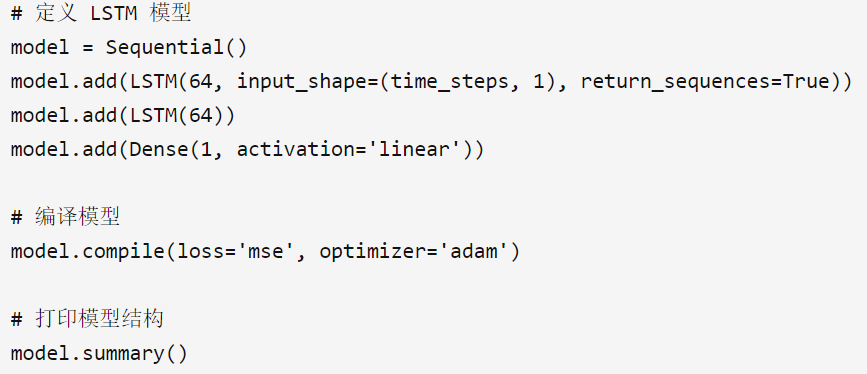 # 定义 LSTM 模型
model = Sequential()
model.add(LSTM(64, input_shape=(time_steps, 1), return_sequences=True))
model.add(LSTM(64))
model.add(Dense(1, activation='linear'))
# 编译模型
model.compile(loss='mse', optimizer='adam')
# 打印模型结构
model.summary()